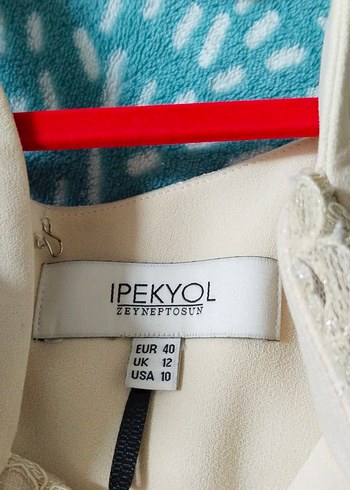 IPEKYOL
ZEYNEPTOSUN
EUR 40
UK 12
USA 10